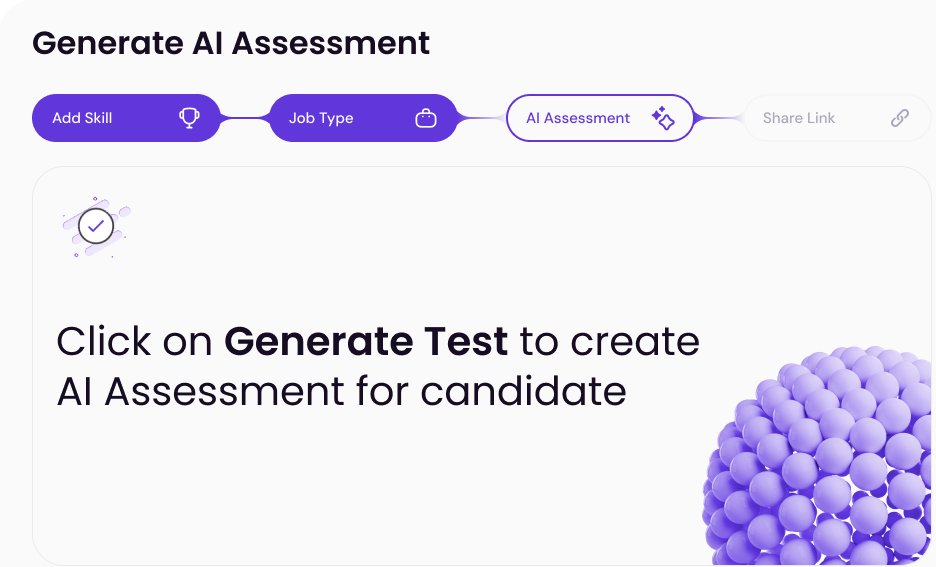 Generate AI Assessment
Add Skill
Job Type
AI Assessment
Share Link
Click on Generate Test to create
AI Assessment for candidate